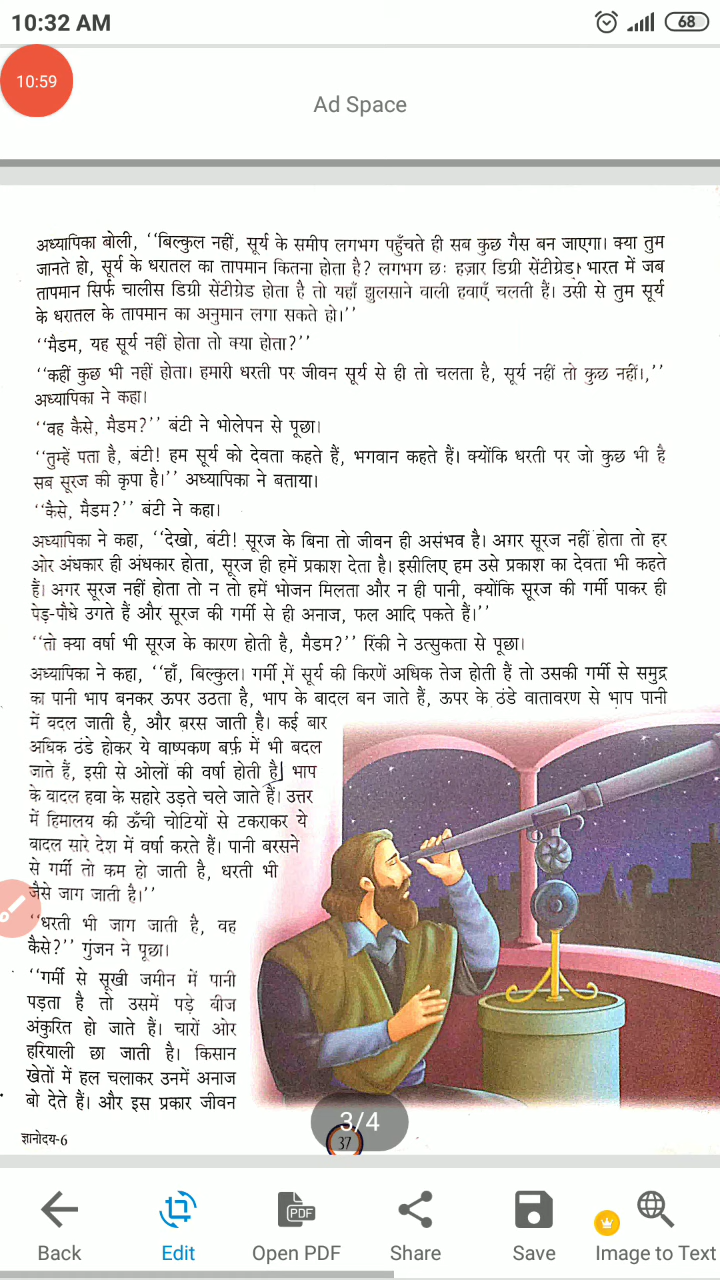 10:32 AM
68
10:59
Ad Space
अध्यापिका बोली, ‘‘बिल्कुल नहीं, सूर्य के समीप लगभग पहुँचते ही सब कुछ गैस बन जाएगा। क्या तुम
जानते हो, सूर्य के धरातल का तापमान कितना होता है? लगभग छः हज़ार डिग्री सेंटीग्रेड। भारत में जब
तापमान सिर्फ चालीस डिग्री सेंटीग्रेड होता है तो यहाँ झुलसाने वाली हवाएँ चलती हैं। उसी से तुम सूर्य
के धरातल के तापमान का अनुमान लगा सकते हो।’’
‘‘मैडम, यह सूर्य नहीं होता तो क्या होता?’’
‘‘कहीं कुछ भी नहीं होता। हमारी धरती पर जीवन सूर्य से ही तो चलता है, सूर्य नहीं तो कुछ नहीं।,’’
अध्यापिका ने कहा।
‘‘वह कैसे, मैडम?’’ बंटी ने भोलेपन से पूछा।
‘‘तुम्हें पता है, बंटी! हम सूर्य को देवता कहते हैं, भगवान कहते हैं। क्योंकि धरती पर जो कुछ भी है
सब सूरज की कृपा है।’’ अध्यापिका ने बताया।
‘‘कैसे, मैडम?’’ बंटी ने कहा।
अध्यापिका ने कहा, ‘‘देखो, बंटी! सूरज के बिना तो जीवन ही असंभव है। अगर सूरज नहीं होता तो हर
ओर अंधकार ही अंधकार होता, सूरज ही हमें प्रकाश देता है। इसीलिए हम उसे प्रकाश का देवता भी कहते
हैं। अगर सूरज नहीं होता तो न तो हमें भोजन मिलता और न ही पानी, क्योंकि सूरज की गर्मी पाकर ही
पेड़-पौधे उगते हैं और सूरज की गर्मी से ही अनाज, फल आदि पकते हैं।’’
‘‘तो क्या वर्षा भी सूरज के कारण होती है, मैडम?’’ रिंकी ने उत्सुकता से पूछा।
अध्यापिका ने कहा, ‘‘हाँ, बिल्कुल। गर्मी में सूर्य की किरणें अधिक तेज होती हैं तो उसकी गर्मी से समुद्र
का पानी भाप बनकर ऊपर उठता है, भाप के बादल बन जाते हैं, ऊपर के ठंडे वातावरण से भाप पानी
में बदल जाती है, और बरस जाती है। कई बार
अधिक ठंडे होकर ये वाष्पकण बर्फ़ में भी बदल
जाते हैं, इसी से ओलों की वर्षा होती है। भाप
के बादल हवा के सहारे उड़ते चले जाते हैं। उत्तर
में हिमालय की ऊँची चोटियों से टकराकर ये
बादल सारे देश में वर्षा करते हैं। पानी बरसने
से गर्मी तो कम हो जाती है, धरती भी
जैसे जाग जाती है।’’
‘‘धरती भी जाग जाती है, वह
कैसे?’’ गुंजन ने पूछा।
‘‘गर्मी से सूखी जमीन में पानी
पड़ता है तो उसमें पड़े बीज
अंकुरित हो जाते हैं। चारों ओर
हरियाली छा जाती है। किसान
खेतों में हल चलाकर उनमें अनाज
बो देते हैं। और इस प्रकार जीवन
3/4
ज्ञानोदय-6
37
Back
Edit
PDF
Open PDF
Share
Save
Image to Text